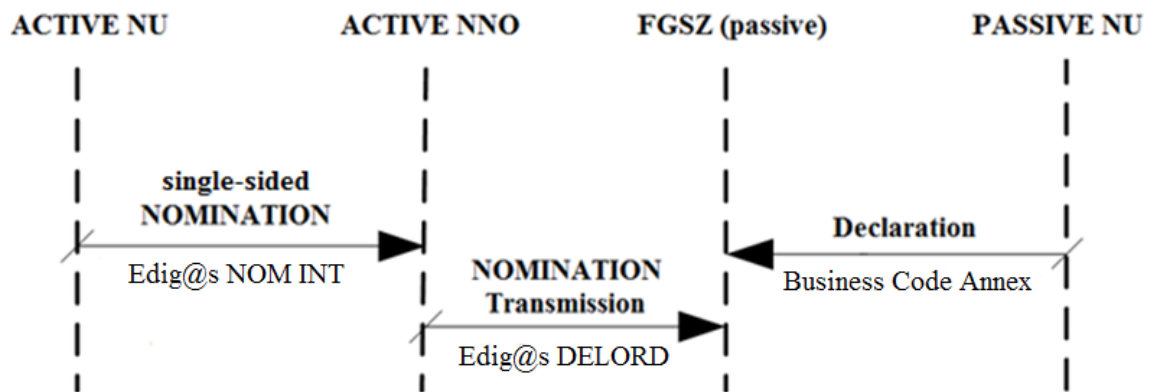 ACTIVE NU
ACTIVE NNO
FGSZ (passive)
PASSIVE NU
single-sided
NOMINATION
Edig@s NOM INT
NOMINATION
Transmission
Edig@s DELORD
Declaration
Business Code Annex